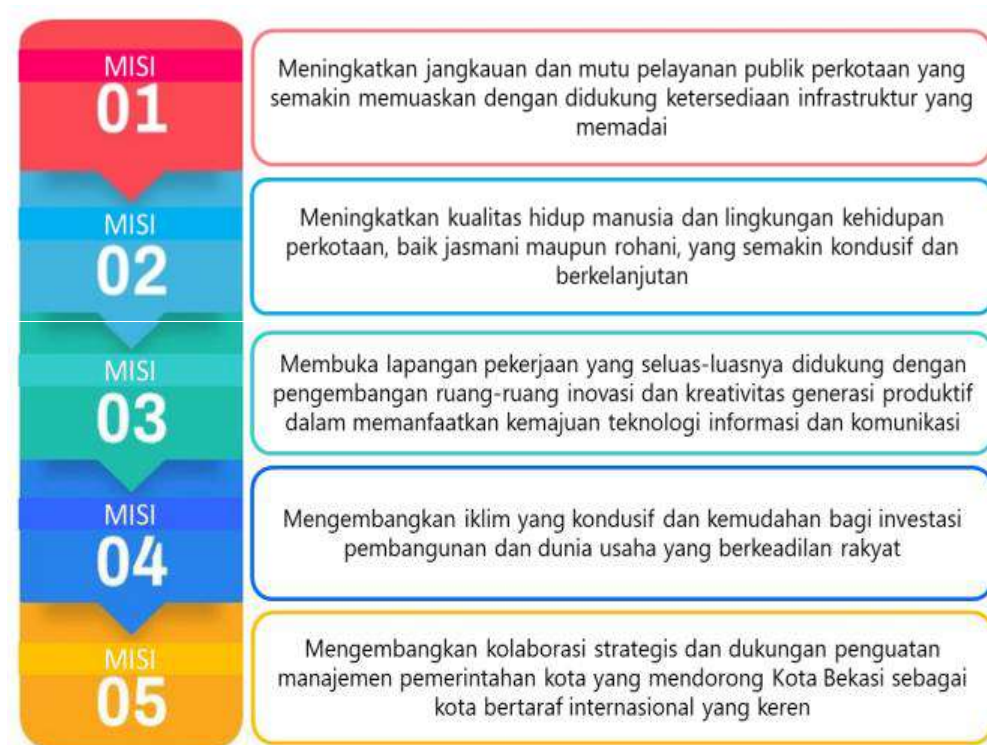 MISI
01
Meningkatkan jangkauan dan mutu pelayanan publik perkotaan yang
semakin memuaskan dengan didukung ketersediaan infrastruktur yang
memadai
MISI
02
Meningkatkan kualitas hidup manusia dan lingkungan kehidupan
perkotaan, baik jasmani maupun rohani, yang semakin kondusif dan
berkelanjutan
MISI
03
Membuka lapangan pekerjaan yang seluas-luasnya didukung dengan
pengembangan ruang-ruang inovasi dan kreativitas generasi produktif
dalam memanfaatkan kemajuan teknologi informasi dan komunikasi
MISI
04
Mengembangkan iklim yang kondusif dan kemudahan bagi investasi
pembangunan dan dunia usaha yang berkeadilan rakyat
MISI
05
Mengembangkan kolaborasi strategis dan dukungan penguatan
manajemen pemerintahan kota yang mendorong Kota Bekasi sebagai
kota bertaraf internasional yang keren